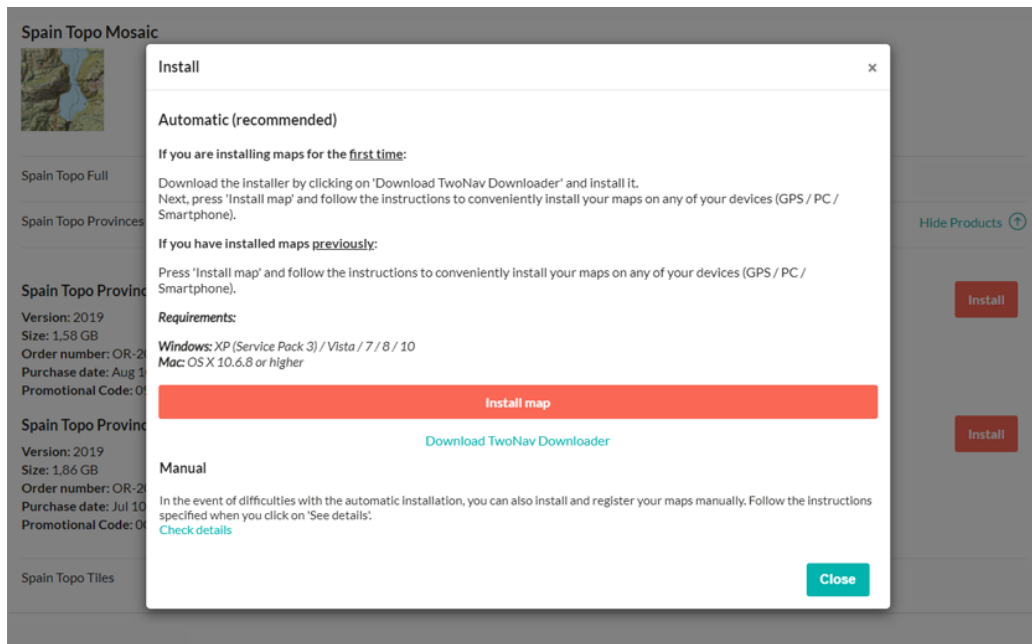 Spain Topo Mosaic
Install
×
Automatic (recommended)
If you are installing maps for the first time:
Download the installer by clicking on 'Download TwoNav Downloader' and install it.
Next, press 'Install map' and follow the instructions to conveniently install your maps on any of your devices (GPS / PC /
Smartphone).
If you have installed maps previously:
Press 'Install map' and follow the instructions to conveniently install your maps on any of your devices (GPS / PC /
Smartphone).
Requirements:
Windows: XP (Service Pack 3) / Vista / 7 / 8 / 10
Mac: OS X 10.6.8 or higher
Install map
Download TwoNav Downloader
Manual
In the event of difficulties with the automatic installation, you can also install and register your maps manually. Follow the instructions
specified when you click on 'See details'.
Check details
Close
Spain Topo Full
Spain Topo Provinces
Hide Products
Spain Topo
Install
Version: 2019
Size: 1,58 GB
Order number:
Purchase date: Aug
Promotional Code:
Spain Topo
Install
Version: 2019
Size: 1,86 GB
Order number:
Purchase date: Jul 10
Promotional Code:
Spain Topo Tiles